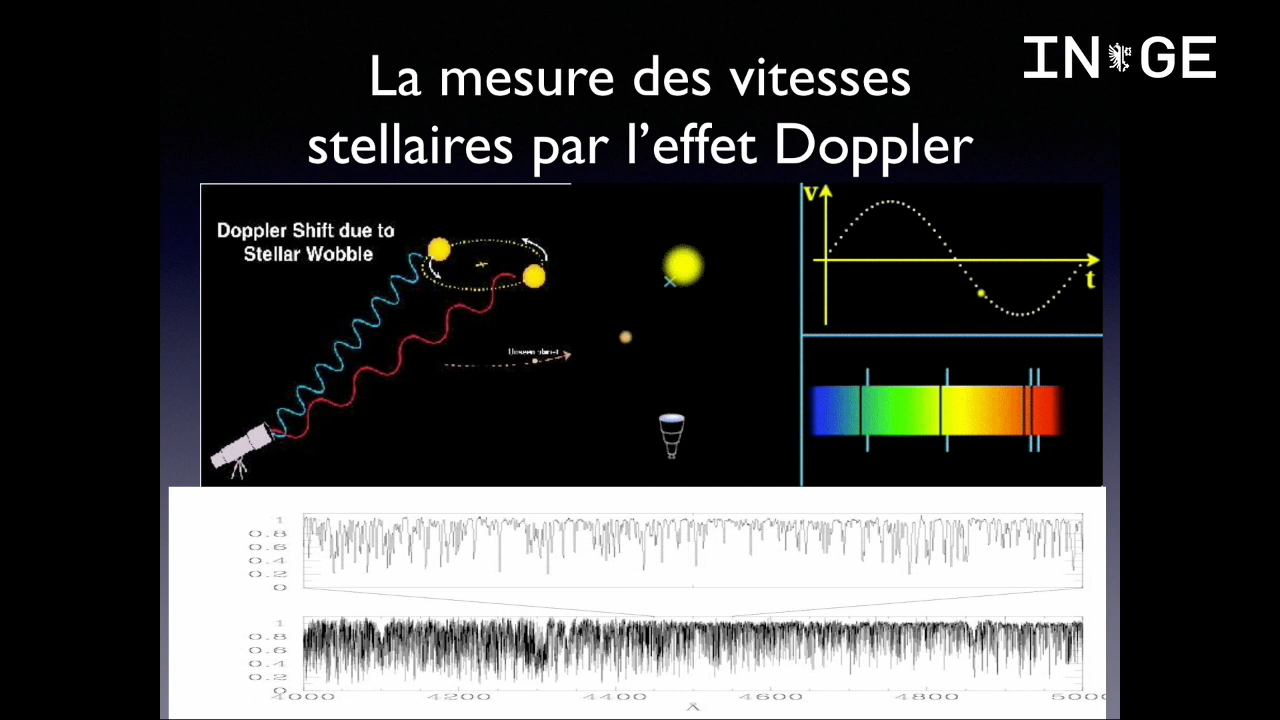 IN GE
La mesure des vitesses
stellaires par l’effet Doppler
Doppler Shift due to
Stellar Wobble
Unseen planet
v
t
1
0.8
0.6
0.4
0.2
0
1
0.8
0.6
0.4
0.2
0
4000 4200 4400 4600 4800 5000
λ